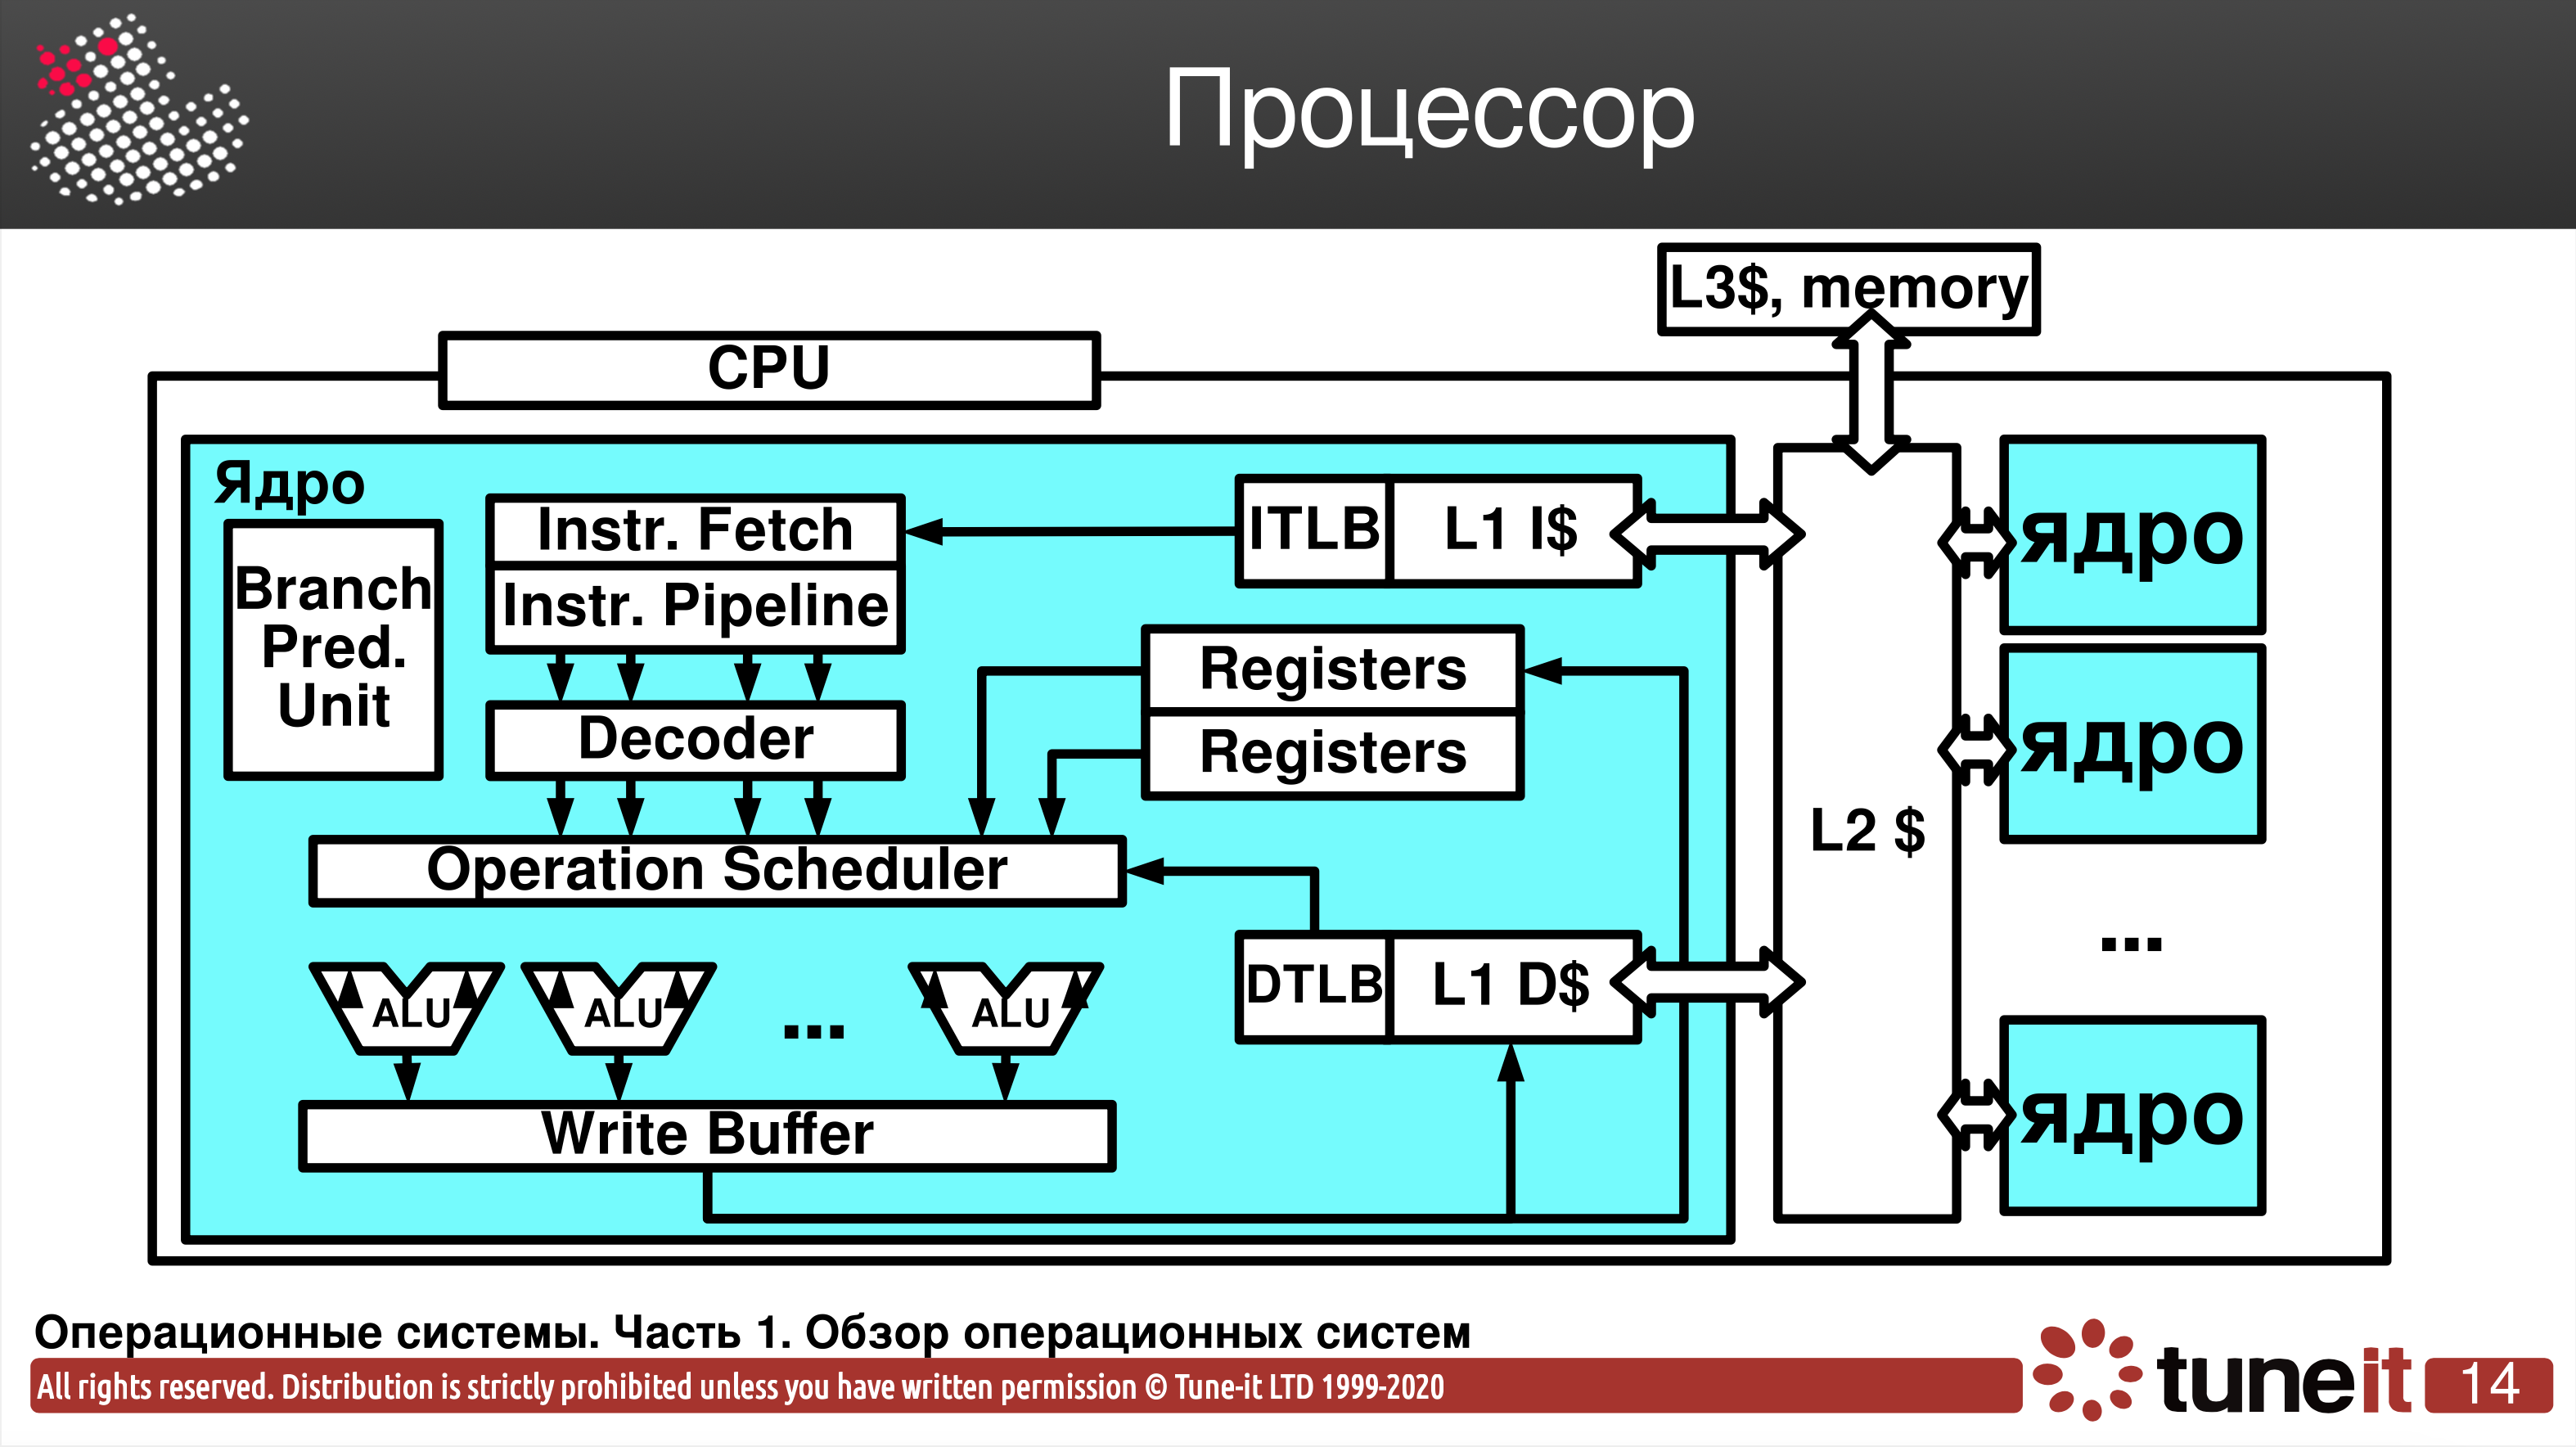 Процессор
L3$, memory
CPU
Ядро
Branch
Pred.
Unit
Instr. Fetch
Instr. Pipeline
Decoder
Operation Scheduler
ALU
ALU
...
ALU
Write Buffer
ITLB
L1 I$
Registers
Registers
DTLB
L1 D$
L2 $
ядро
ядро
...
ядро
Операционные системы. Часть 1. Обзор операционных систем
All rights reserved. Distribution is strictly prohibited unless you have written permission © Tune-it LTD 1999-2020
tuneit
14